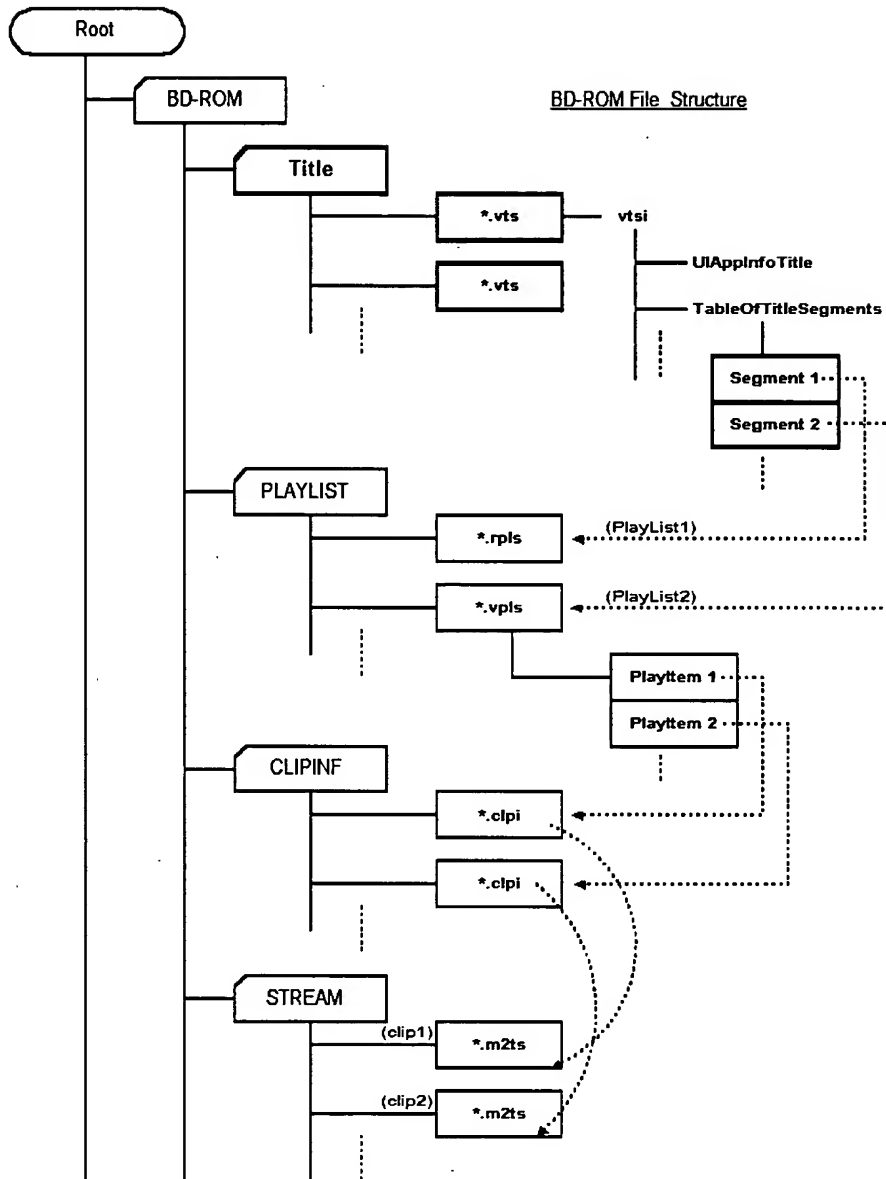 Root
BD-ROM
BD-ROM File Structure
Title
*.vts
vtsi
UIAppInfoTitle
*.vts
TableOfTitleSegments
Segment 1
Segment 2
PLAYLIST
*.rpls
(PlayList1)
*.vpls
(PlayList2)
PlayItem 1
PlayItem 2
CLIPINF
*.clpi
*.clpi
STREAM
(clip1)
*.m2ts
(clip2)
*.m2ts